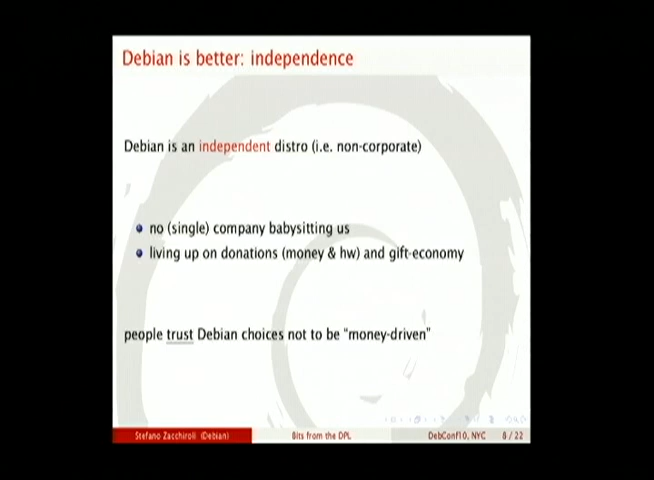 Debian is better: independence
Debian is an independent distro (i.e. non-corporate)
no (single) company babysitting us
living up on donations (money & hw) and gift-economy
people trust Debian choices not to be “money-driven”
Stefano Zacchiroli (Debian) Bits from the DPL DebConf10, NYC 8 / 22